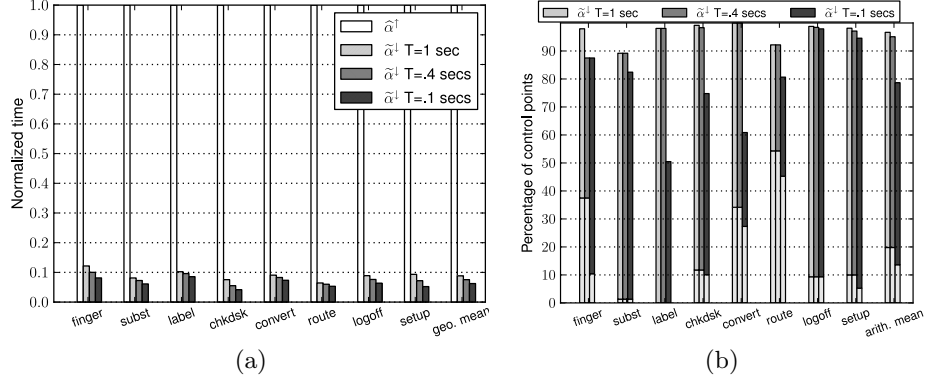 1.0
0.9
0.8
0.7
0.6
0.5
0.4
0.3
0.2
0.1
0.0
Normalized time
α̂↑
α̃↓ T=1 sec
α̃↓ T=.4 secs
α̃↓ T=.1 secs
finger subst label chkdsk convert route logoff setup geo. mean
(a)
α̃↓ T=1 sec α̃↓ T=.4 secs α̃↓ T=.1 secs
90
80
70
60
50
40
30
20
10
0
Percentage of control points
finger subst label chkdsk convert route logoff setup arith. mean
(b)